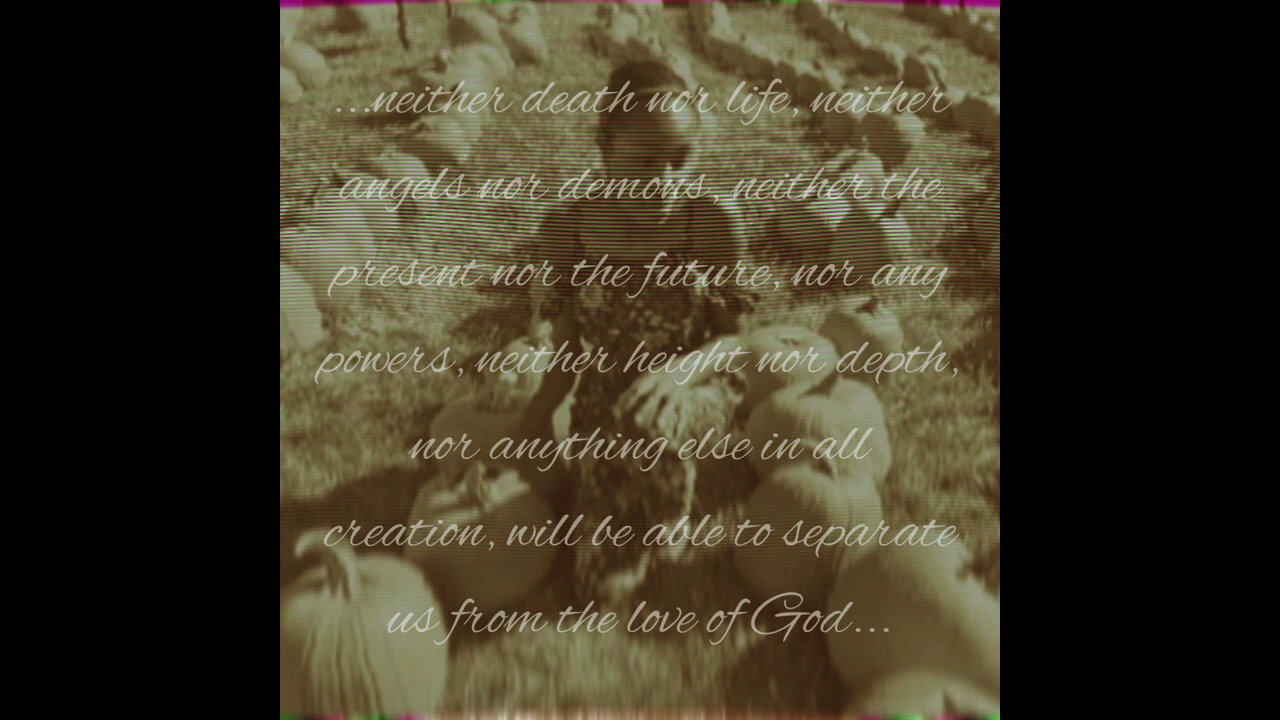 ...neither death nor life, neither
angels nor demons, neither the
present nor the future, nor any
powers, neither height nor depth,
nor anything else in all
creation, will be able to separate
us from the love of God...